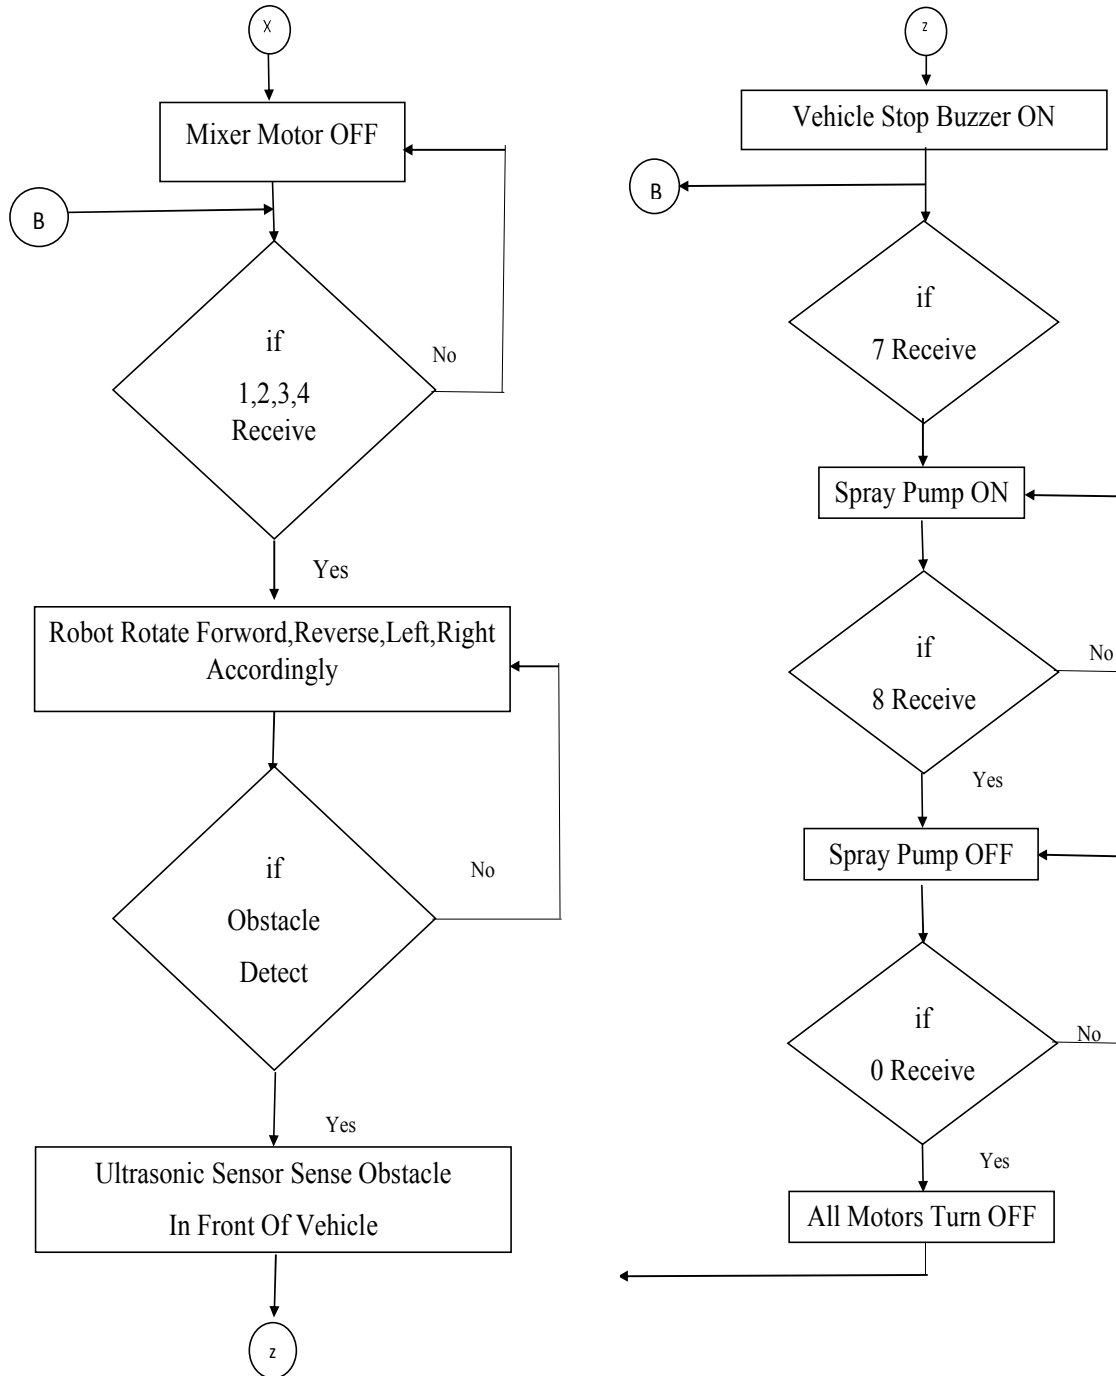 X
Mixer Motor OFF
B
if
1,2,3,4
Receive
No
Yes
Robot Rotate Forword,Reverse,Left,Right
Accordingly
if
Obstacle
Detect
No
Yes
Ultrasonic Sensor Sense Obstacle
In Front Of Vehicle
z
z
Vehicle Stop Buzzer ON
B
if
7 Receive
Spray Pump ON
if
8 Receive
No
Yes
Spray Pump OFF
if
0 Receive
No
Yes
All Motors Turn OFF